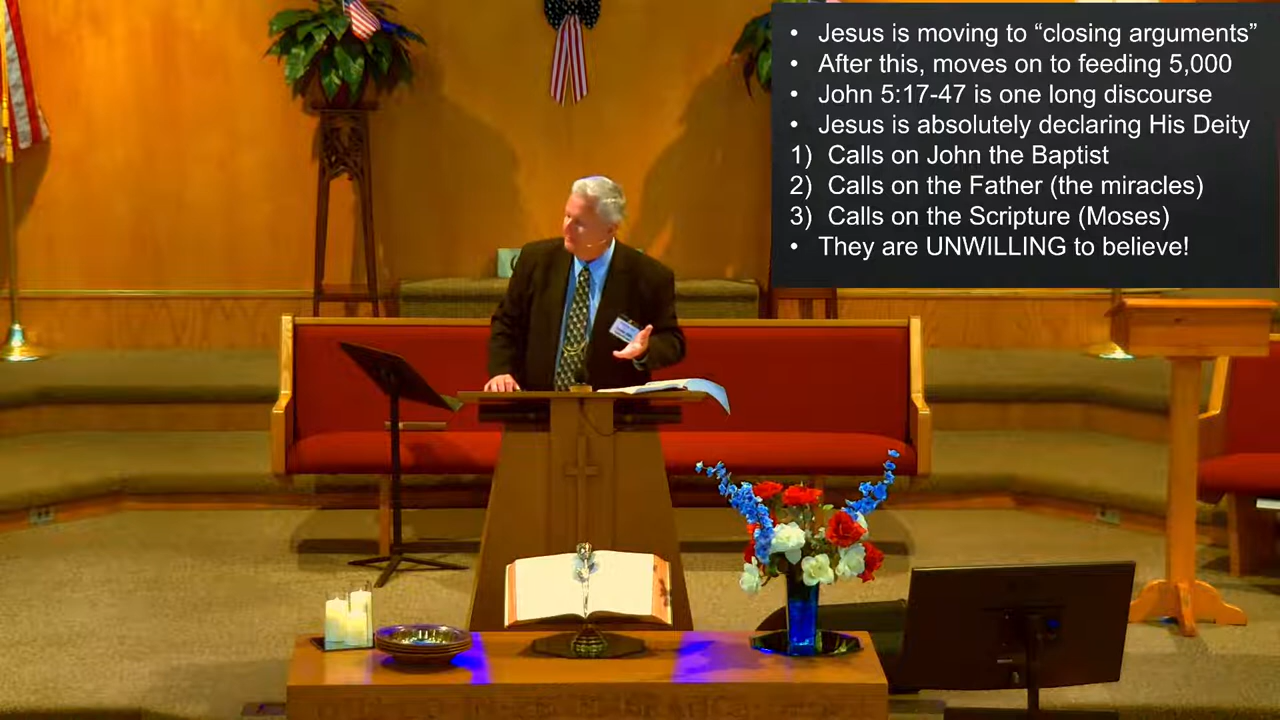 • Jesus is moving to “closing arguments”
• After this, moves on to feeding 5,000
• John 5:17-47 is one long discourse
• Jesus is absolutely declaring His Deity
1) Calls on John the Baptist
2) Calls on the Father (the miracles)
3) Calls on the Scripture (Moses)
• They are UNWILLING to believe!